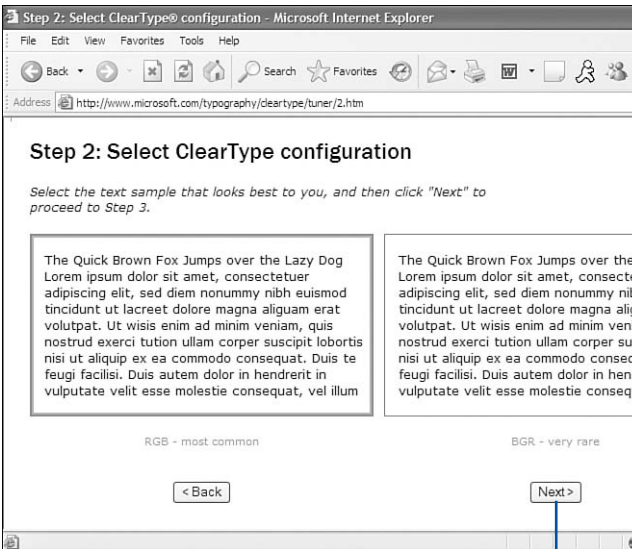 Step 2: Select ClearType® configuration - Microsoft Internet Explorer
File Edit View Favorites Tools Help
Back Search Favorites
Address http://www.microsoft.com/typography/cleartype/tuner/2.htm
Step 2: Select ClearType configuration
Select the text sample that looks best to you, and then click "Next" to
proceed to Step 3.
The Quick Brown Fox Jumps over the Lazy Dog
Lorem ipsum dolor sit amet, consectetuer
adipiscing elit, sed diem nonummy nibh euismod
tincidunt ut lacreet dolore magna aliguam erat
volutpat. Ut wisis enim ad minim veniam, quis
nostrud exerci tution ullam corper suscipit lobortis
nisi ut aliquip ex ea commodo consequat. Duis te
feugi facilisi. Duis autem dolor in hendrerit in
vulputate velit esse molestie consequat, vel illum
The Quick Brown Fox Jumps over the
Lorem ipsum dolor sit amet, consecte
adipiscing elit, sed diem nonummy nib
tincidunt ut lacreet dolore magna alig
volutpat. Ut wisis enim ad minim ven
nostrud exerci tution ullam corper su
nisi ut aliquip ex ea commodo conseq
feugi facilisi. Duis autem dolor in hen
vulputate velit esse molestie conseq
RGB - most common
BGR - very rare
< Back
Next >